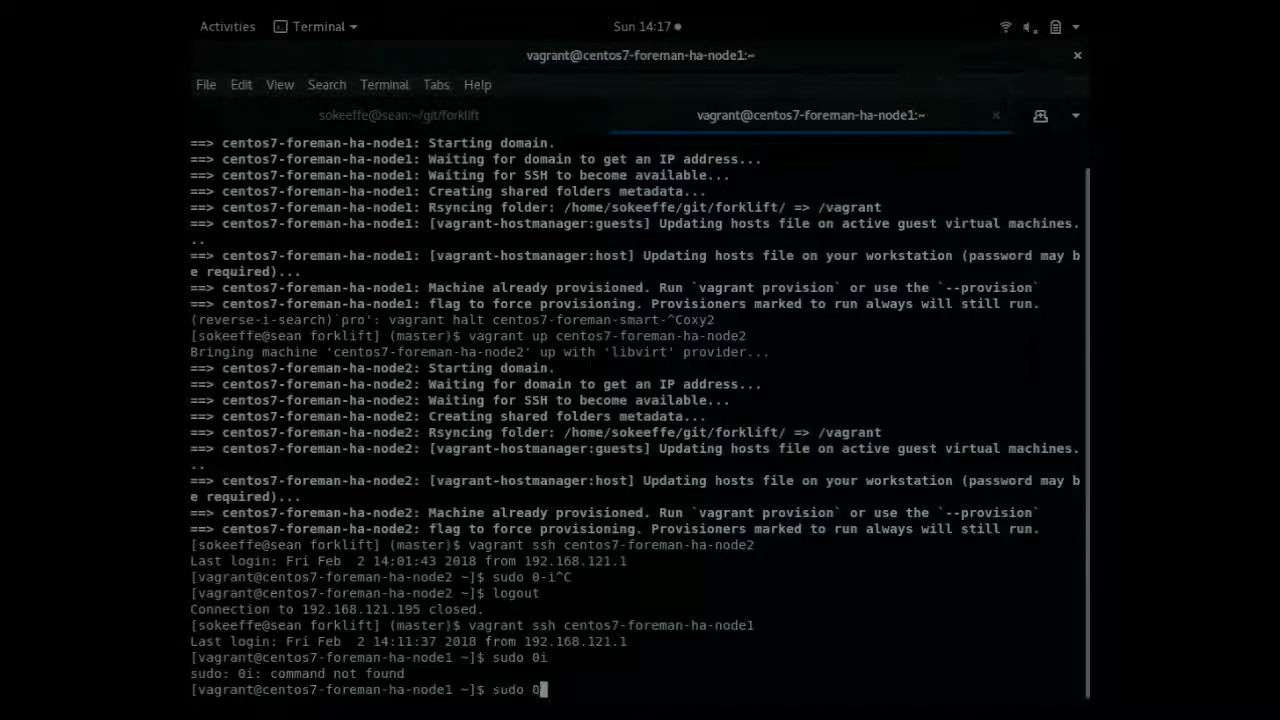 Activities Terminal Sun 14:17
vagrant@centos7-foreman-ha-node1:~
File Edit View Search Terminal Tabs Help
sokeeffe@sean:~/git/forklift vagrant@centos7-foreman-ha-node1:~
==> centos7-foreman-ha-node1: Starting domain.
==> centos7-foreman-ha-node1: Waiting for domain to get an IP address...
==> centos7-foreman-ha-node1: Waiting for SSH to become available...
==> centos7-foreman-ha-node1: Creating shared folders metadata...
==> centos7-foreman-ha-node1: Rsyncing folder: /home/sokeeffe/git/forklift/ => /vagrant
==> centos7-foreman-ha-node1: [vagrant-hostmanager:guests] Updating hosts file on active guest virtual machines.
..
==> centos7-foreman-ha-node1: [vagrant-hostmanager:host] Updating hosts file on your workstation (password may b
e required)...
==> centos7-foreman-ha-node1: Machine already provisioned. Run `vagrant provision` or use the `--provision`
==> centos7-foreman-ha-node1: flag to force provisioning. Provisioners marked to run always will still run.
(reverse-i-search)`pro': vagrant halt centos7-foreman-smart-^Coxy2
[sokeeffe@sean forklift] (master)$ vagrant up centos7-foreman-ha-node2
Bringing machine 'centos7-foreman-ha-node2' up with 'libvirt' provider...
==> centos7-foreman-ha-node2: Starting domain.
==> centos7-foreman-ha-node2: Waiting for domain to get an IP address...
==> centos7-foreman-ha-node2: Waiting for SSH to become available...
==> centos7-foreman-ha-node2: Creating shared folders metadata...
==> centos7-foreman-ha-node2: Rsyncing folder: /home/sokeeffe/git/forklift/ => /vagrant
==> centos7-foreman-ha-node2: [vagrant-hostmanager:guests] Updating hosts file on active guest virtual machines.
..
==> centos7-foreman-ha-node2: [vagrant-hostmanager:host] Updating hosts file on your workstation (password may b
e required)...
==> centos7-foreman-ha-node2: Machine already provisioned. Run `vagrant provision` or use the `--provision`
==> centos7-foreman-ha-node2: flag to force provisioning. Provisioners marked to run always will still run.
[sokeeffe@sean forklift] (master)$ vagrant ssh centos7-foreman-ha-node2
Last login: Fri Feb  2 14:01:43 2018 from 192.168.121.1
[vagrant@centos7-foreman-ha-node2 ~]$ sudo 0-i^C
[vagrant@centos7-foreman-ha-node2 ~]$ logout
Connection to 192.168.121.195 closed.
[sokeeffe@sean forklift] (master)$ vagrant ssh centos7-foreman-ha-node1
Last login: Fri Feb  2 14:11:37 2018 from 192.168.121.1
[vagrant@centos7-foreman-ha-node1 ~]$ sudo 0i
sudo: 0i: command not found
[vagrant@centos7-foreman-ha-node1 ~]$ sudo 0